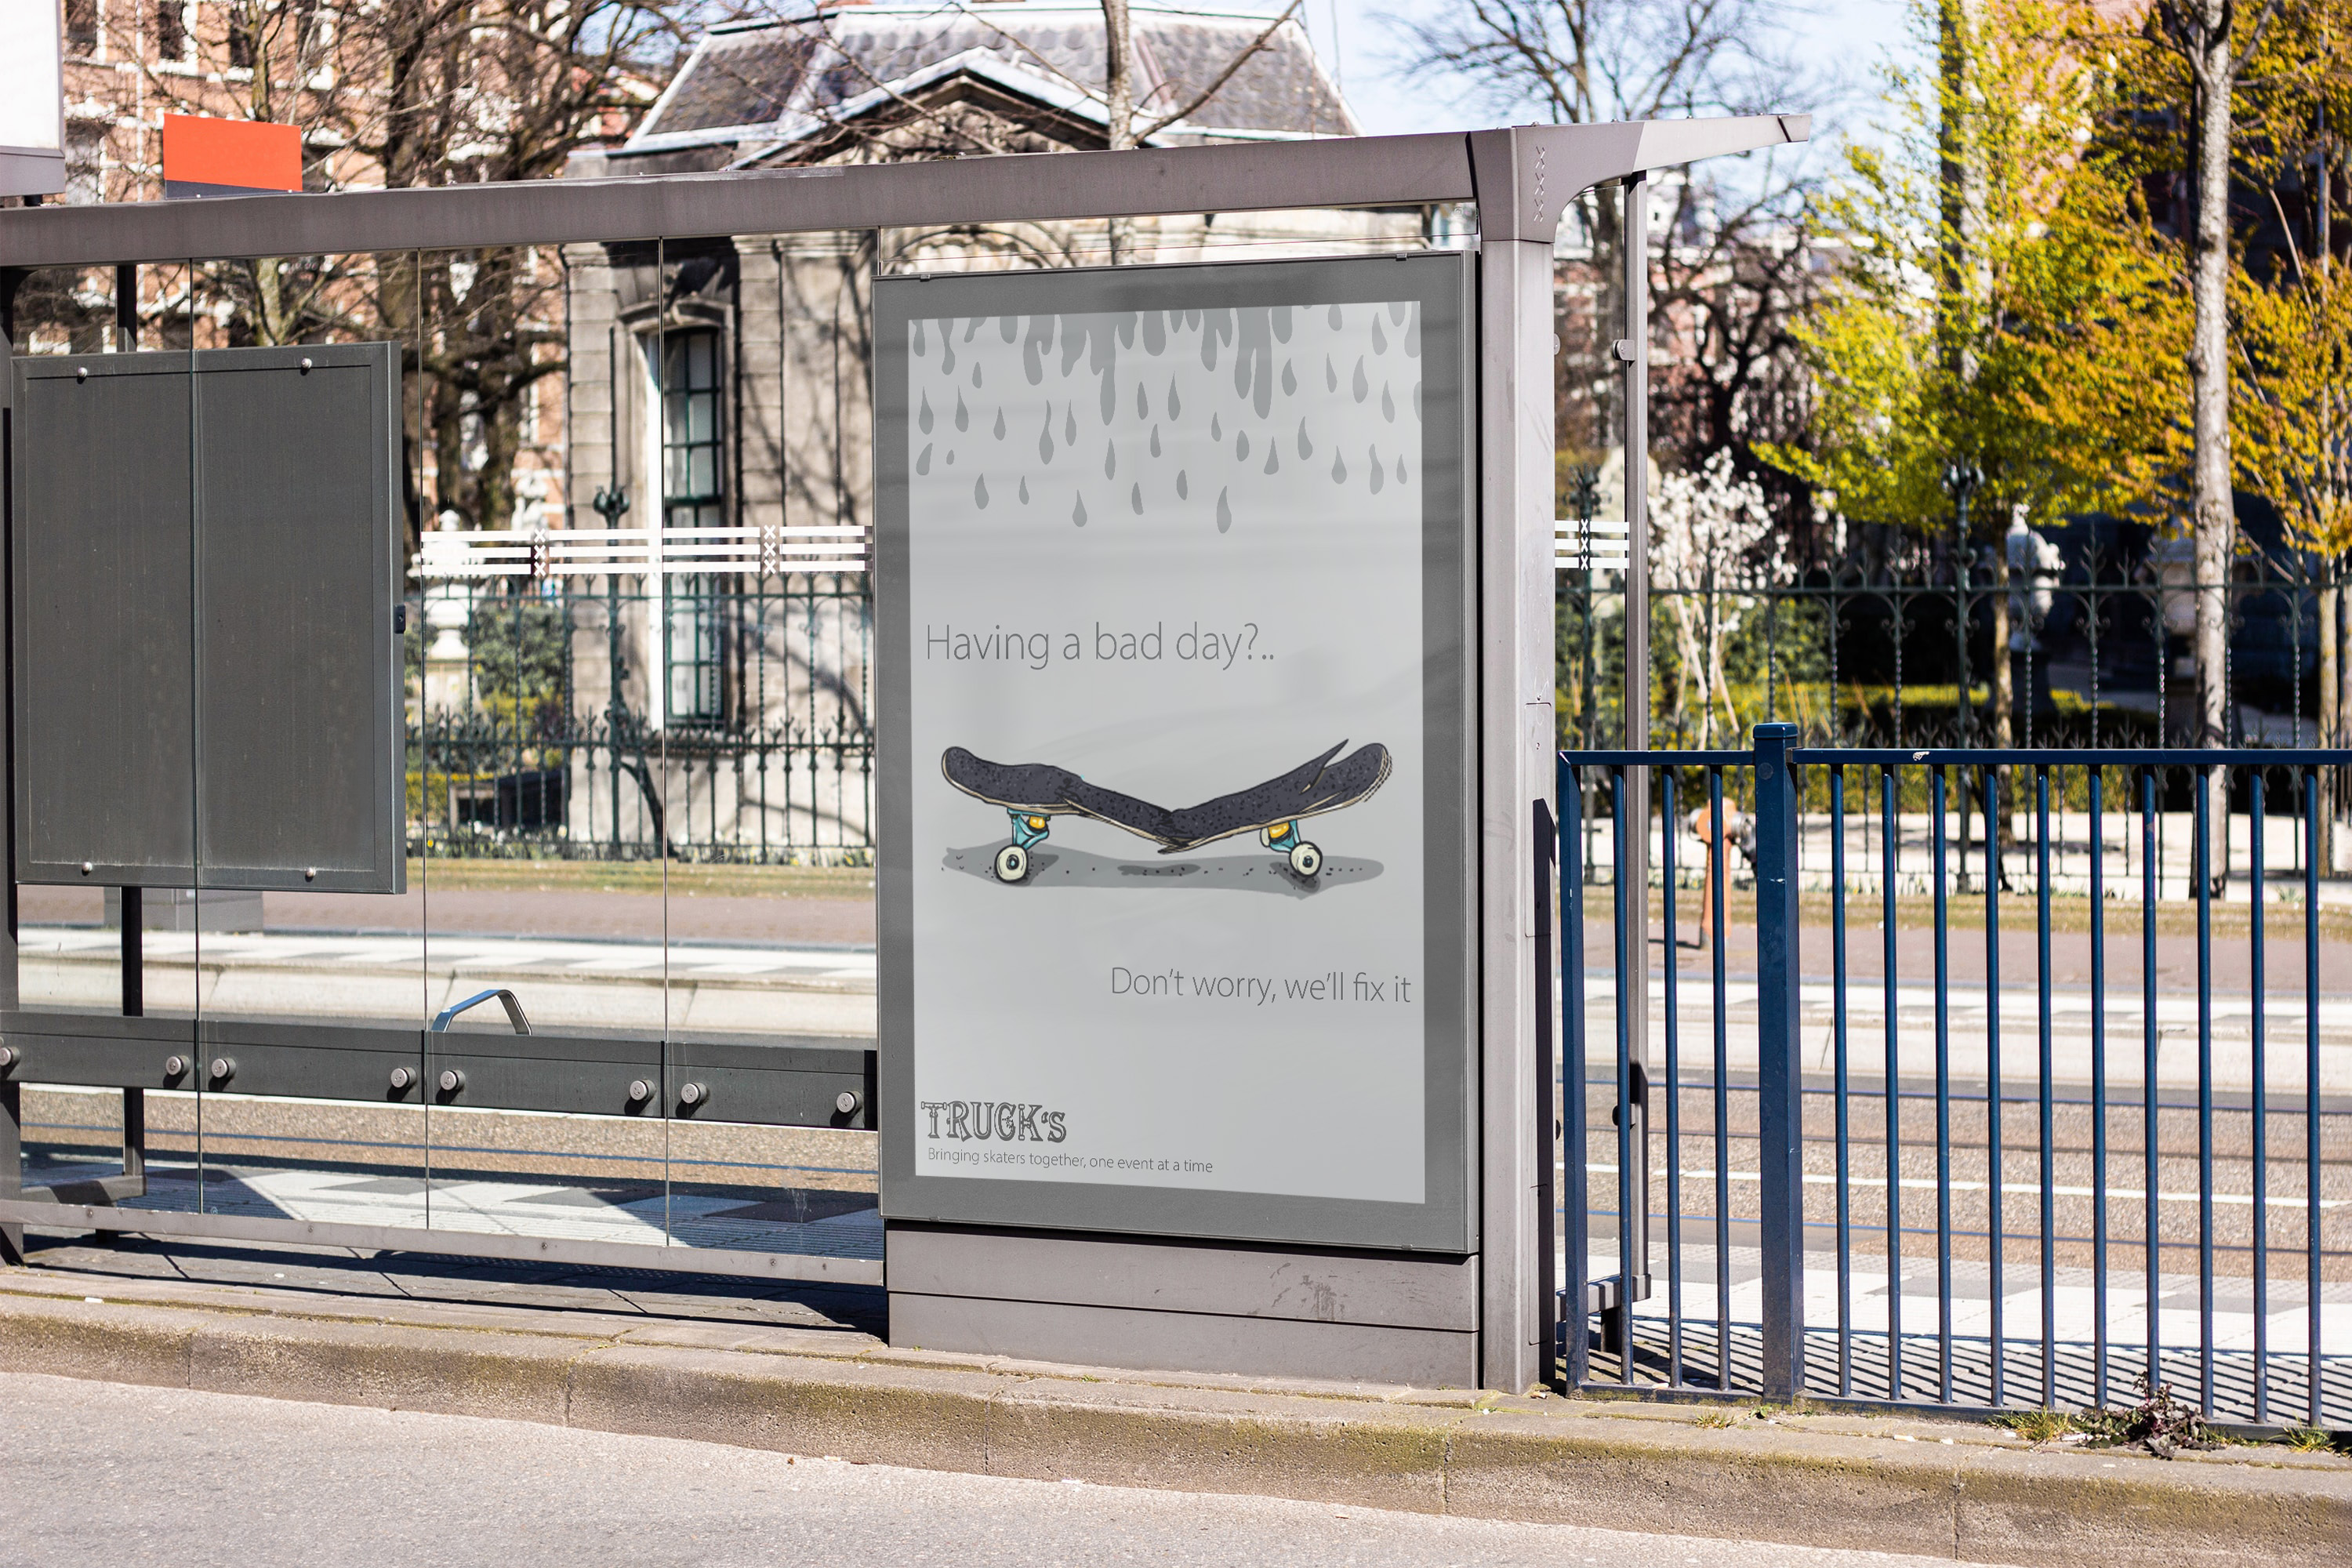 Having a bad day?..
Don't worry, we'll fix it
TRUCK's
Bringing skaters together, one event at a time